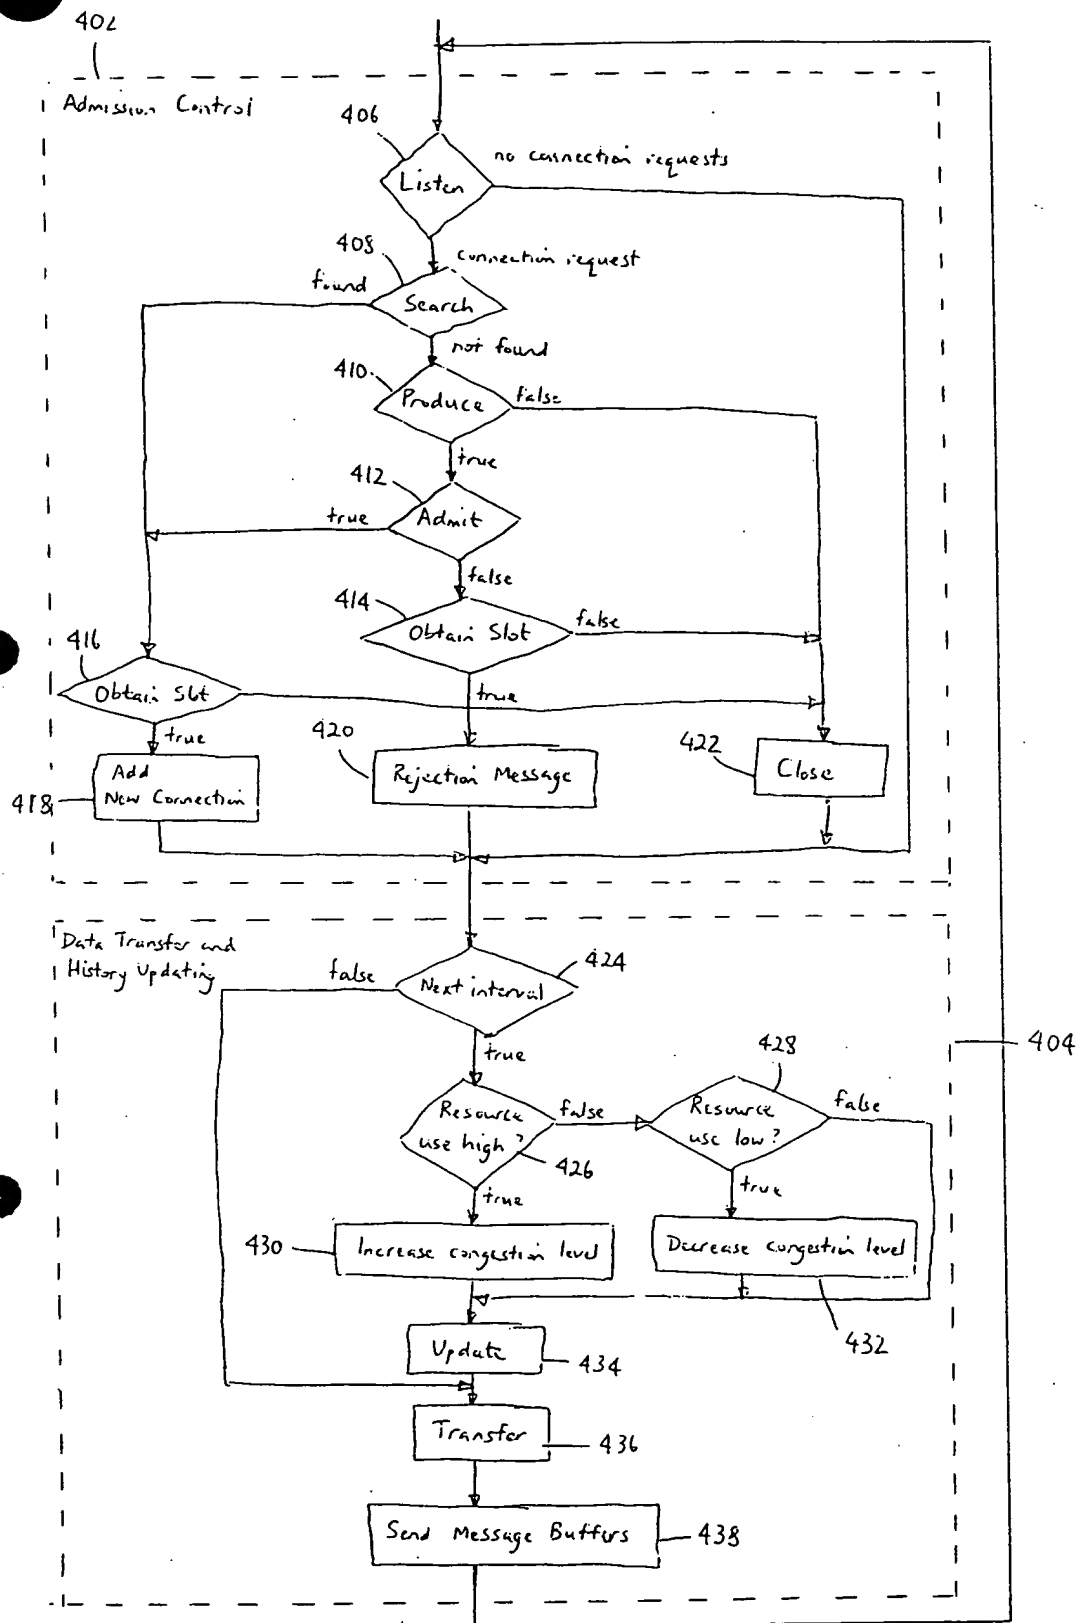 402
Admission Control
406
no connection requests
Listen
408
connection request
found
Search
not found
410
Produce
false
true
412
true
Admit
false
414
false
Obtain Slot
416
Obtain Slot
true
420
422
true
Add
New Connection
Rejection Message
Close
418
Data Transfer and
History Updating
false
424
Next interval
true
428
404
Resource
use high?
false
Resource
use low?
false
426
true
true
430
Increase congestion level
Decrease congestion level
432
Update
434
Transfer
436
Send Message Buffers
438